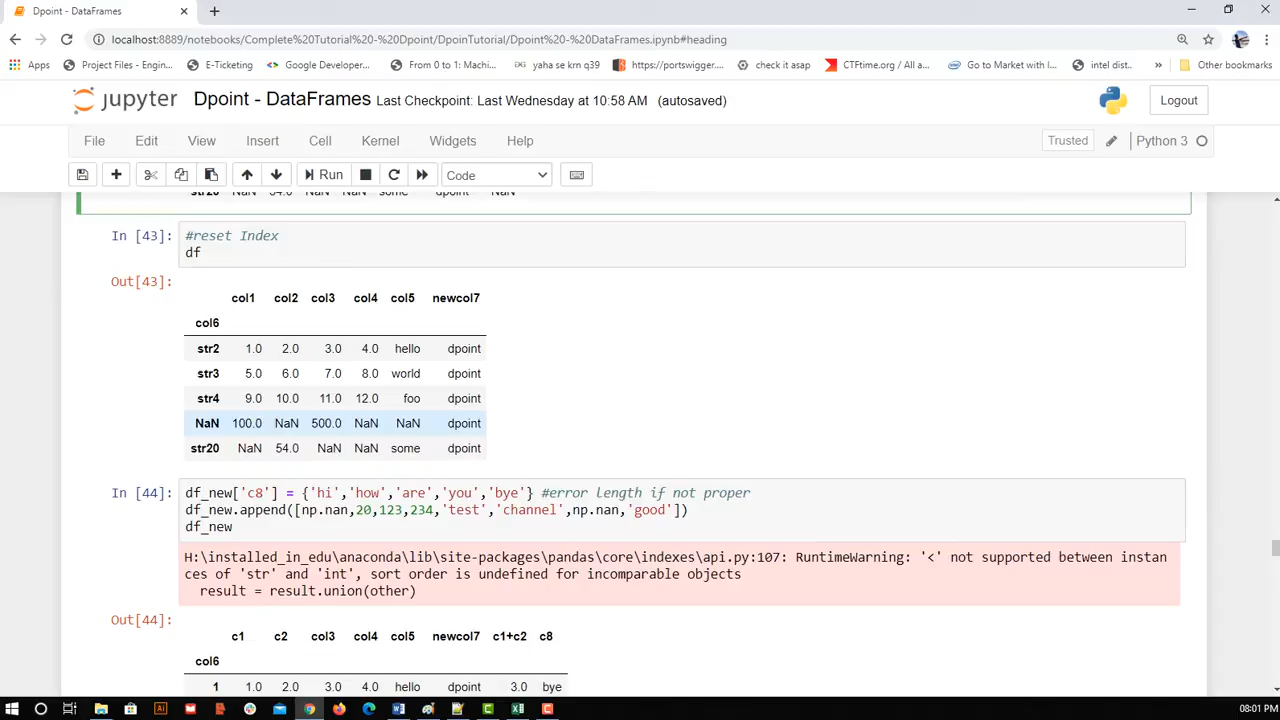 Dpoint - DataFrames
localhost:8889/notebooks/Complete%20Tutorial%20-%20Dpoint/DpoinTutorial/Dpoint%20-%20DataFrames.ipynb#heading
Apps Project Files - Engin... E-Ticketing Google Developer... From 0 to 1: Machi... yaha se krn q39 https://portswigger.... check it asap CTFtime.org / All a... Go to Market with I... intel dist... » Other bookmarks
jupyter Dpoint - DataFrames Last Checkpoint: Last Wednesday at 10:58 AM (autosaved) Logout
File Edit View Insert Cell Kernel Widgets Help Trusted Python 3
Run Code
str20 NaN 54.0 NaN NaN some dpoint NaN
In [43]: #reset Index
df
Out[43]:
col1 col2 col3 col4 col5 newcol7
col6
str2 1.0 2.0 3.0 4.0 hello dpoint
str3 5.0 6.0 7.0 8.0 world dpoint
str4 9.0 10.0 11.0 12.0 foo dpoint
NaN 100.0 NaN 500.0 NaN NaN dpoint
str20 NaN 54.0 NaN NaN some dpoint
In [44]: df_new['c8'] = {'hi','how','are','you','bye'} #error length if not proper
df_new.append([np.nan,20,123,234,'test','channel',np.nan,'good'])
df_new
H:\installed_in_edu\anaconda\lib\site-packages\pandas\core\indexes\api.py:107: RuntimeWarning: '<' not supported between instan
ces of 'str' and 'int', sort order is undefined for incomparable objects
result = result.union(other)
Out[44]:
c1 c2 col3 col4 col5 newcol7 c1+c2 c8
col6
1 1.0 2.0 3.0 4.0 hello dpoint 3.0 bye
08:01 PM